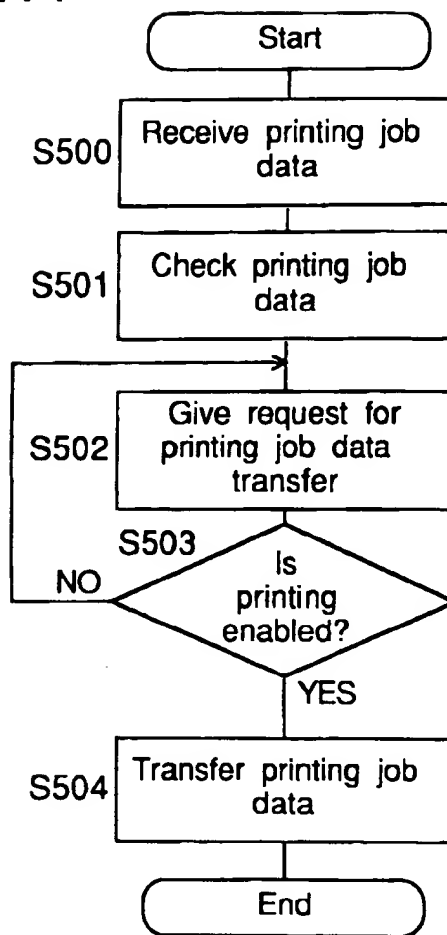 Start
S500
Receive printing job
data
S501
Check printing job
data
S502
Give request for
printing job data
transfer
S503
NO
Is
printing
enabled?
YES
S504
Transfer printing job
data
End